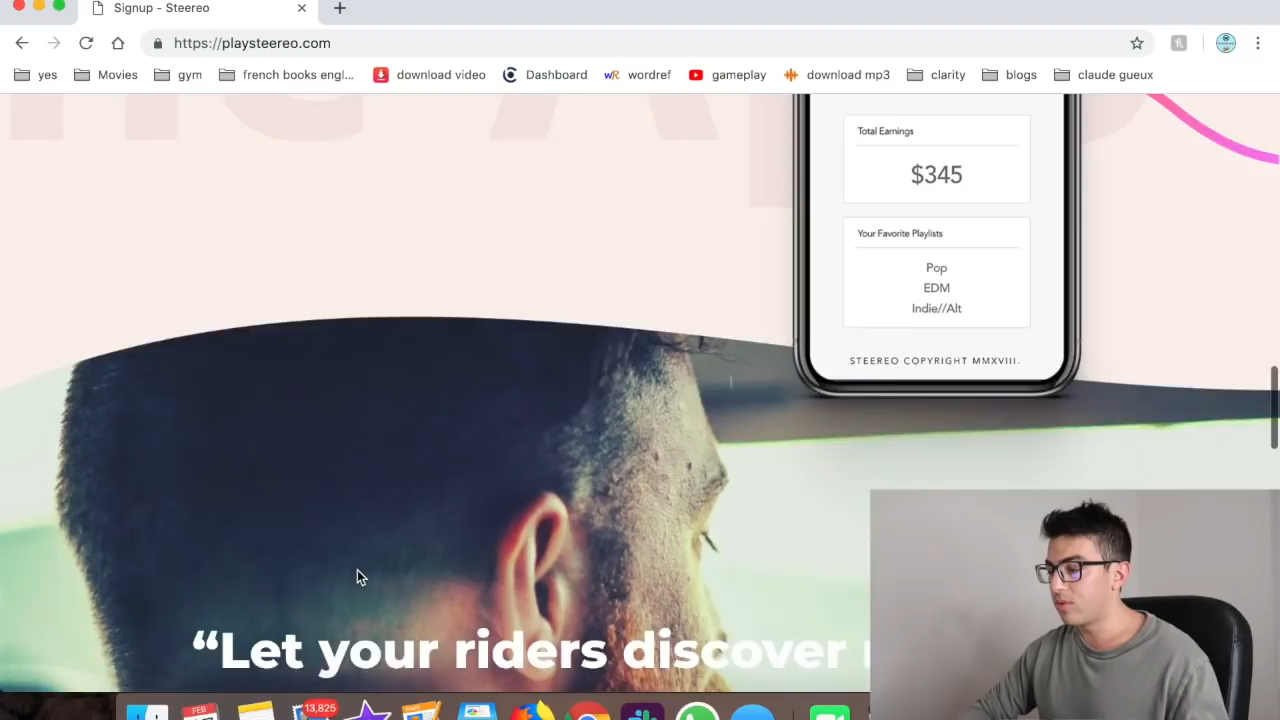 Signup - Steereo
https://playsteereo.com
yes
Movies
gym
french books engl...
download video
Dashboard
wR wordref
gameplay
download mp3
clarity
blogs
claude gueux
Total Earnings
$345
Your Favorite Playlists
Pop
EDM
Indie//Alt
STEEREO COPYRIGHT MMXVIII.
“Let your riders discover
13,825
FEB